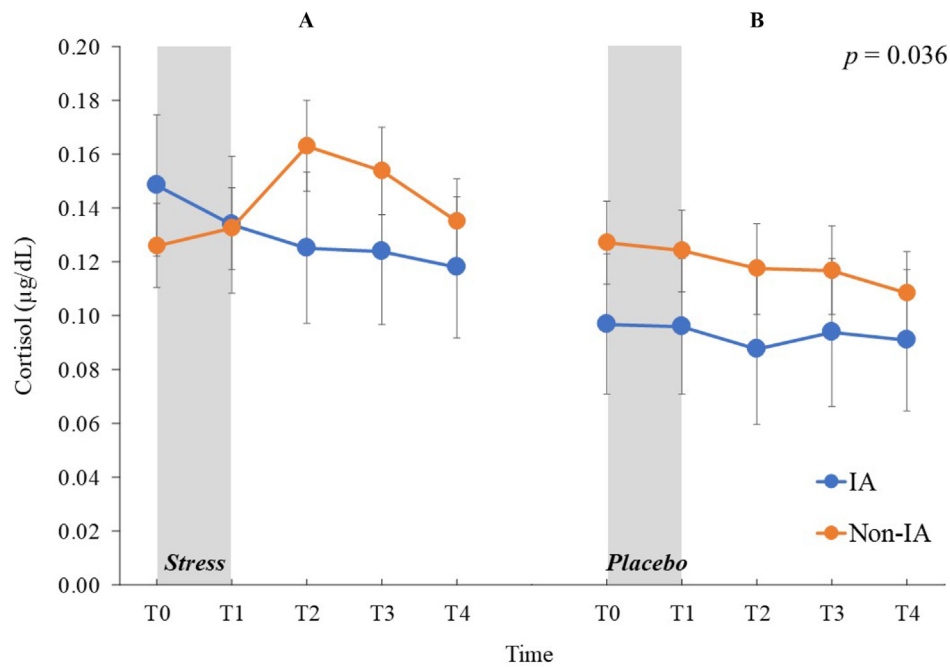 A
B
p = 0.036
Cortisol (µg/dL)
0.20
0.18
0.16
0.14
0.12
0.10
0.08
0.06
0.04
0.02
0.00
IA
Non-IA
Stress
Placebo
T0 T1 T2 T3 T4 T0 T1 T2 T3 T4
Time